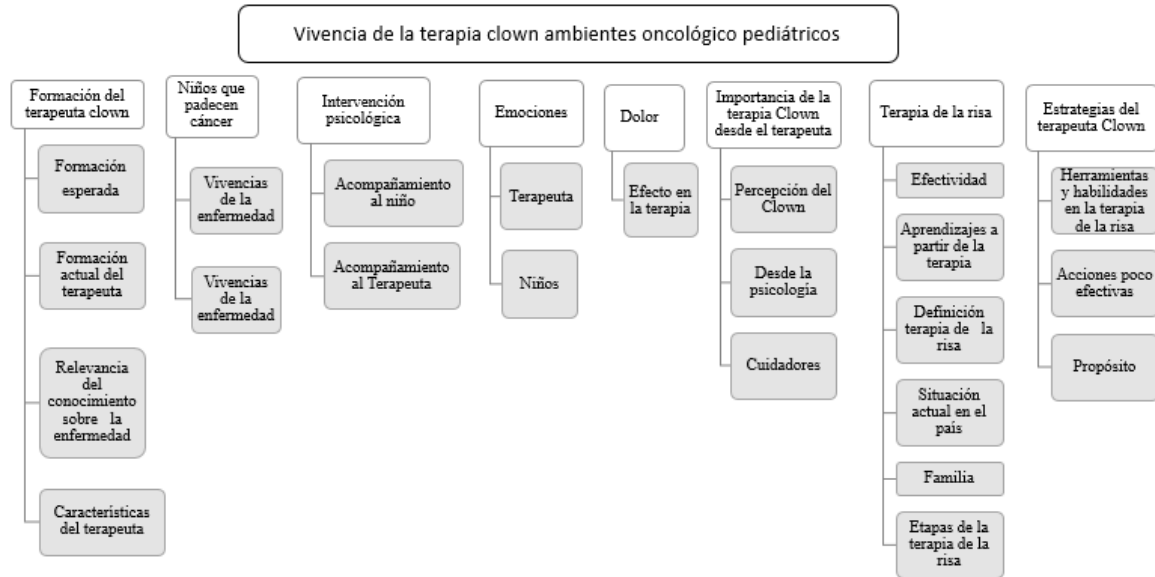 Vivencia de la terapia clown ambientes oncológico pediátricos
Formación del
terapeuta clown
Formación
esperada
Formación
actual del
terapeuta
Relevancia
del
conocimiento
sobre la
enfermedad
Características
del terapeuta
Niños que
padecen
cáncer
Vivencias
de la
enfermedad
Vivencias
de la
enfermedad
Intervención
psicológica
Acompañamiento
al niño
Acompañamiento
al Terapeuta
Emociones
Terapeuta
Niños
Dolor
Efecto en
la terapia
Importancia de la
terapia Clown
desde el terapeuta
Percepción del
Clown
Desde la
psicología
Cuidadores
Terapia de la risa
Efectividad
Aprendizajes a
partir de la
terapia
Definición
terapia de la
risa
Situación
actual en el
país
Familia
Etapas de la
terapia de la
risa
Estrategias del
terapeuta Clown
Herramientas
y habilidades
en la terapia
de la risa
Acciones poco
efectivas
Propósito